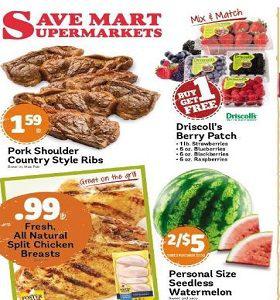 SAVE MART
SUPERMARKETS
Mix & Match
$1.59 lb
BUY 1
GET
FREE
Driscoll's
Pork Shoulder
Country Style Ribs
Driscoll's
Berry Patch
• 1 lb. Strawberries
• 6 oz. Blueberries
• 6 oz. Blackberries
• 6 oz. Raspberries
Great on the grill
.99 lb
Fresh,
All Natural
Split Chicken
Breasts
2/$5
Personal Size
Seedless
Watermelon